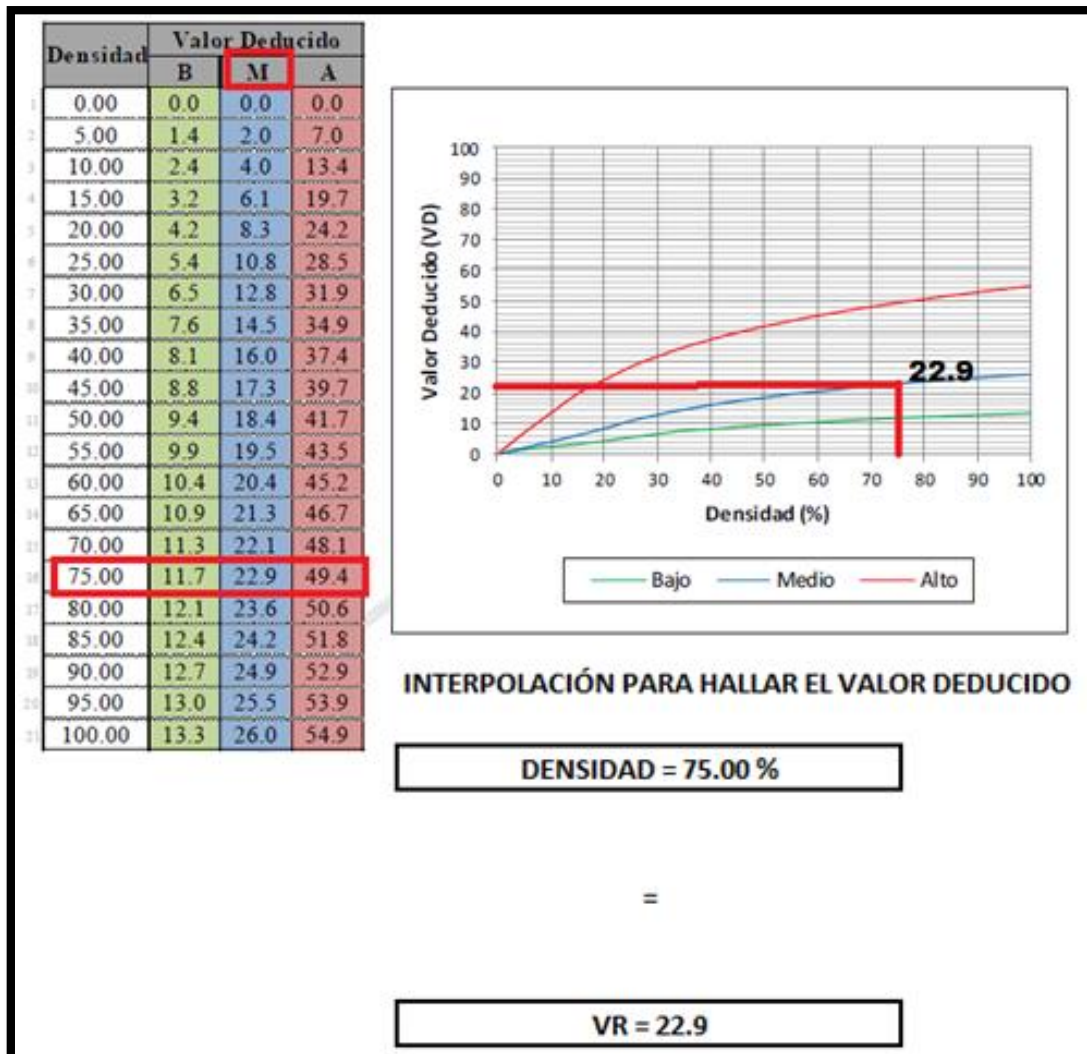 Densidad Valor Deducido
B M A
1 0.00 0.0 0.0 0.0
2 5.00 1.4 2.0 7.0
3 10.00 2.4 4.0 13.4
4 15.00 3.2 6.1 19.7
5 20.00 4.2 8.3 24.2
6 25.00 5.4 10.8 28.5
7 30.00 6.5 12.8 31.9
8 35.00 7.6 14.5 34.9
9 40.00 8.1 16.0 37.4
10 45.00 8.8 17.3 39.7
11 50.00 9.4 18.4 41.7
12 55.00 9.9 19.5 43.5
13 60.00 10.4 20.4 45.2
14 65.00 10.9 21.3 46.7
15 70.00 11.3 22.1 48.1
16 75.00 11.7 22.9 49.4
17 80.00 12.1 23.6 50.6
18 85.00 12.4 24.2 51.8
19 90.00 12.7 24.9 52.9
20 95.00 13.0 25.5 53.9
21 100.00 13.3 26.0 54.9
Valor Deducido (VD)
100
90
80
70
60
50
40
30
20
10
0
22.9
0 10 20 30 40 50 60 70 80 90 100
Densidad (%)
Bajo Medio Alto
INTERPOLACIÓN PARA HALLAR EL VALOR DEDUCIDO
DENSIDAD = 75.00 %
=
VR = 22.9